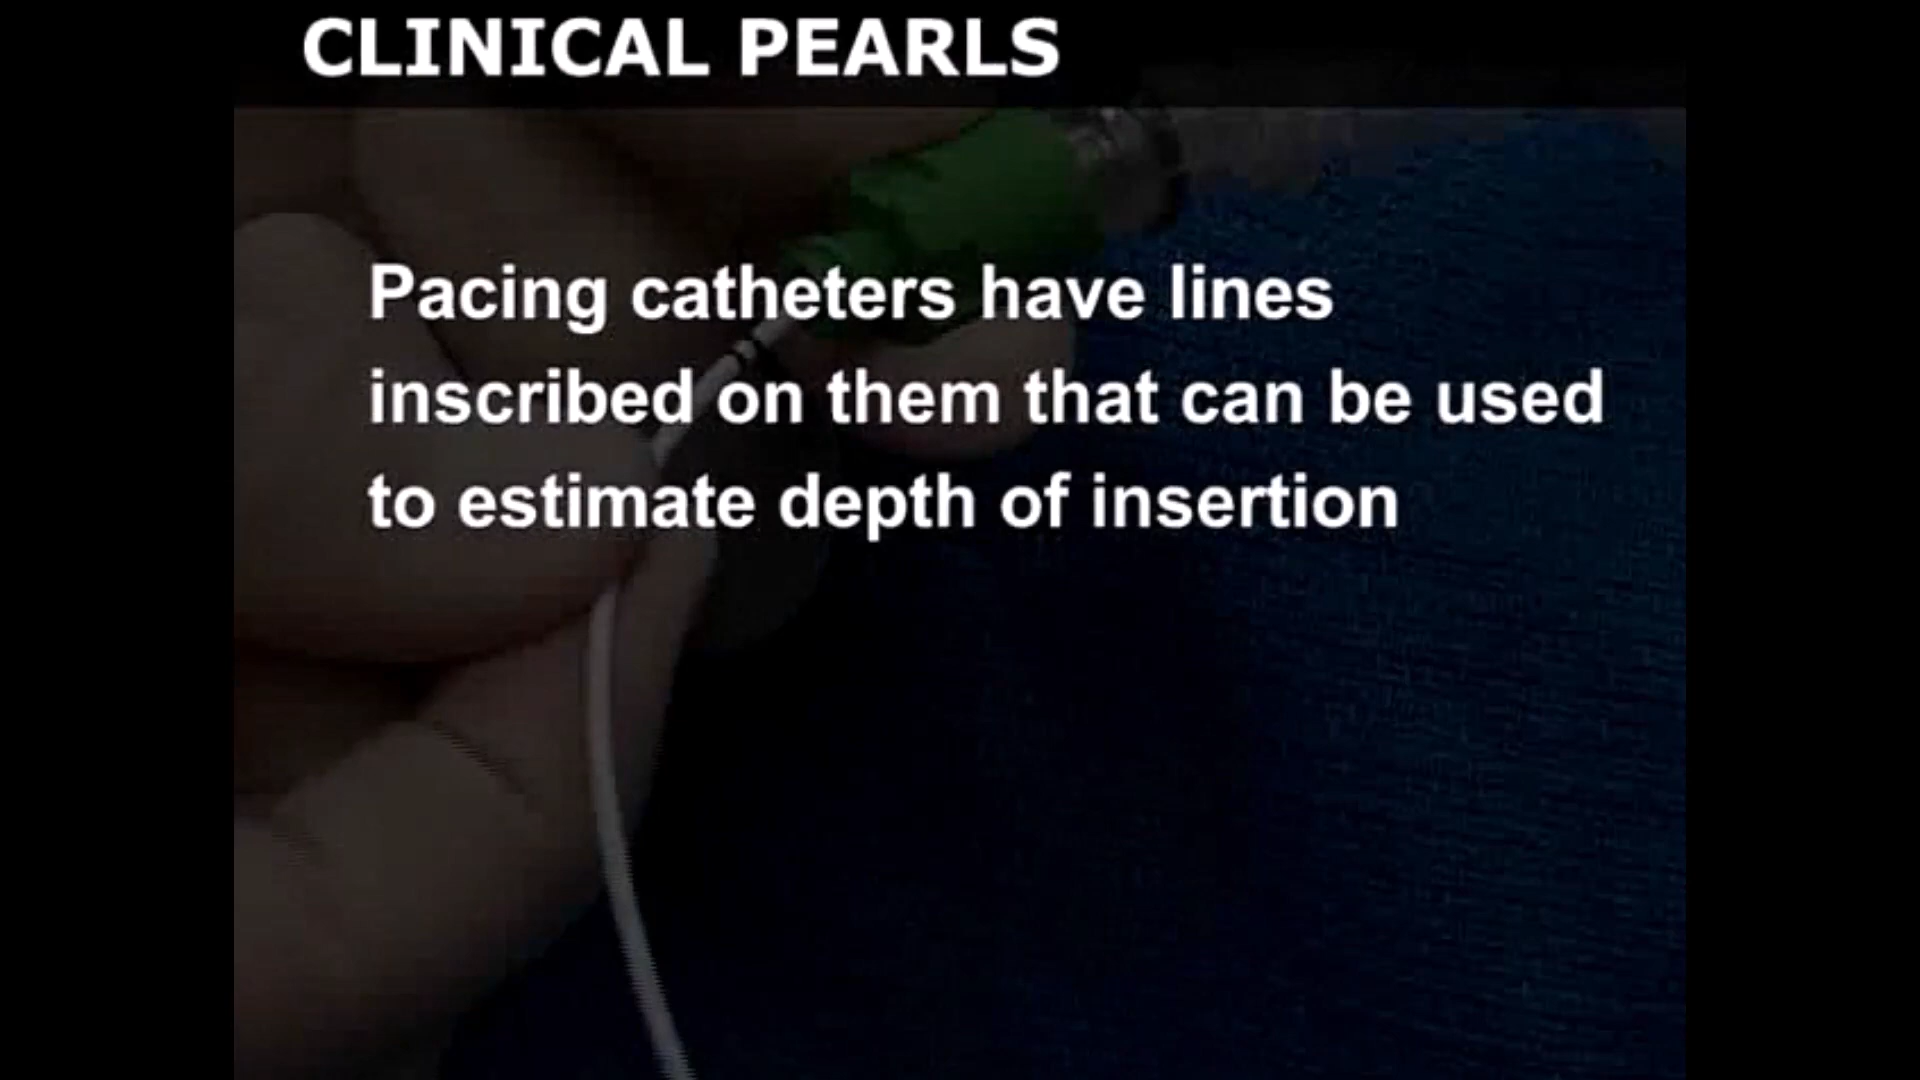 CLINICAL PEARLS
Pacing catheters have lines
inscribed on them that can be used
to estimate depth of insertion